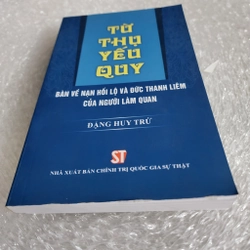 TỪ
THỤ
YẾU
QUY
BÀN VỀ NẠN HỐI LỘ VÀ ĐỨC THANH LIÊM
CỦA NGƯỜI LÀM QUAN
ĐẶNG HUY TRỨ
ST
NHÀ XUẤT BẢN CHÍNH TRỊ QUỐC GIA SỰ THẬT